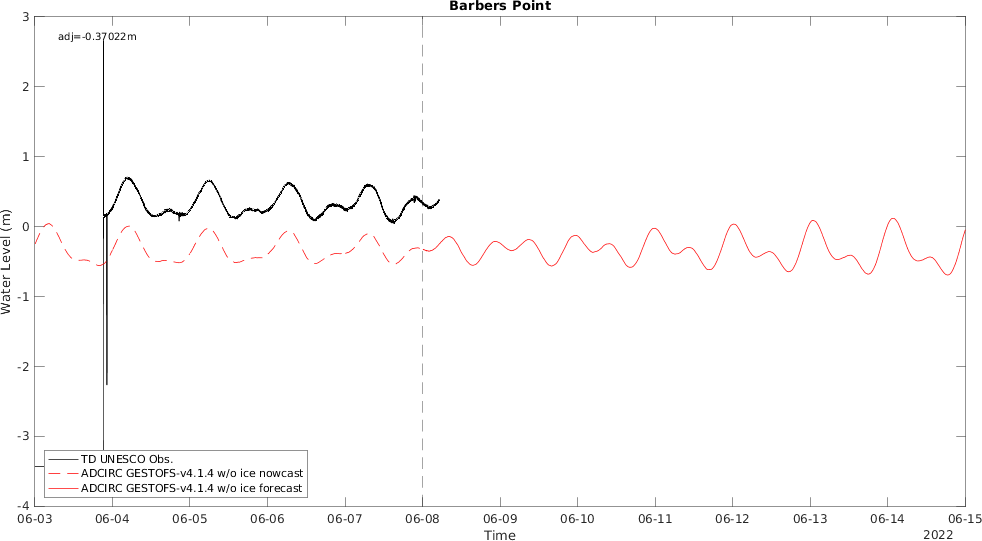 Barbers Point
adj=-0.37022m
Water Level (m)
3
2
1
0
-1
-2
-3
-4
TD UNESCO Obs.
ADCIRC GESTOFS-v4.1.4 w/o ice nowcast
ADCIRC GESTOFS-v4.1.4 w/o ice forecast
06-03 06-04 06-05 06-06 06-07 06-08 06-09 06-10 06-11 06-12 06-13 06-14 06-15
Time
2022